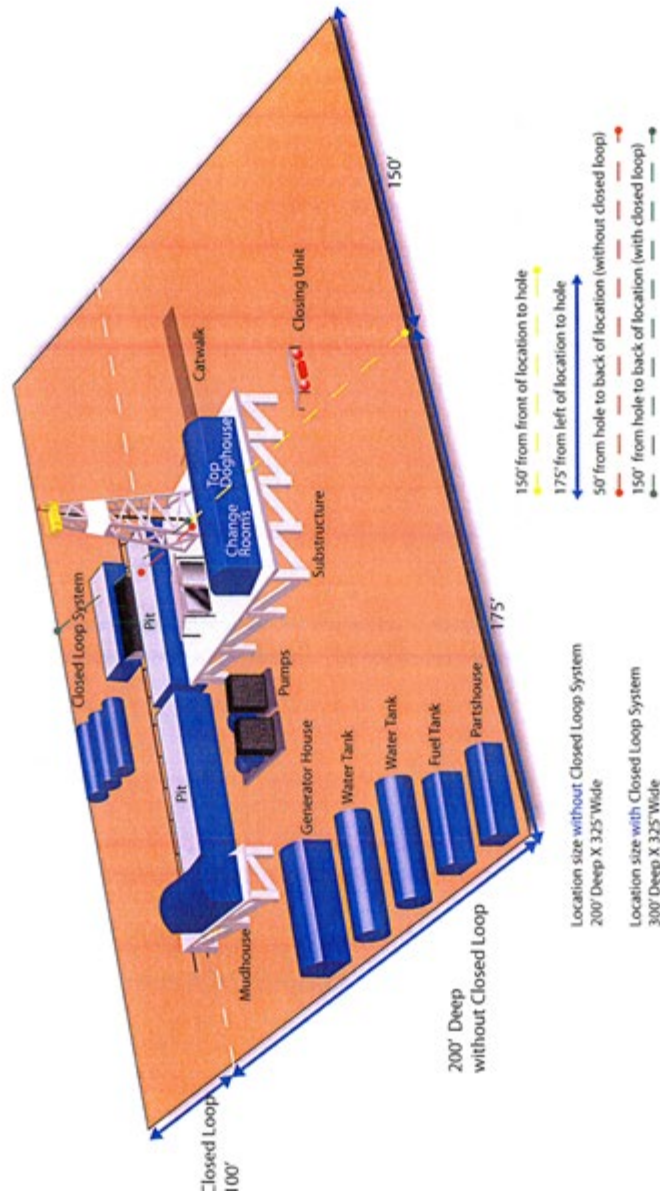 Closed Loop System
Pit
Pit
Mudhouse
Change
Rooms
Top
Doghouse
Catwalk
Closing Unit
Substructure
Pumps
Generator House
Water Tank
Water Tank
Fuel Tank
Partshouse
Closed Loop
100'
200' Deep
without Closed Loop
175'
150'
Location size without Closed Loop System
200' Deep X 325' Wide
Location size with Closed Loop System
300' Deep X 325' Wide
150' from front of location to hole
175' from left of location to hole
50' from hole to back of location (without closed loop)
150' from hole to back of location (with closed loop)